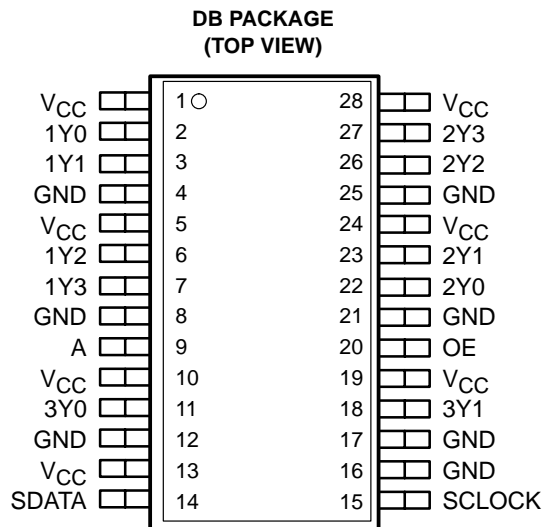 DB PACKAGE
(TOP VIEW)
VCC 1 28 VCC
1Y0 2 27 2Y3
1Y1 3 26 2Y2
GND 4 25 GND
VCC 5 24 VCC
1Y2 6 23 2Y1
1Y3 7 22 2Y0
GND 8 21 GND
A 9 20 OE
VCC 10 19 VCC
3Y0 11 18 3Y1
GND 12 17 GND
VCC 13 16 GND
SDATA 14 15 SCLOCK